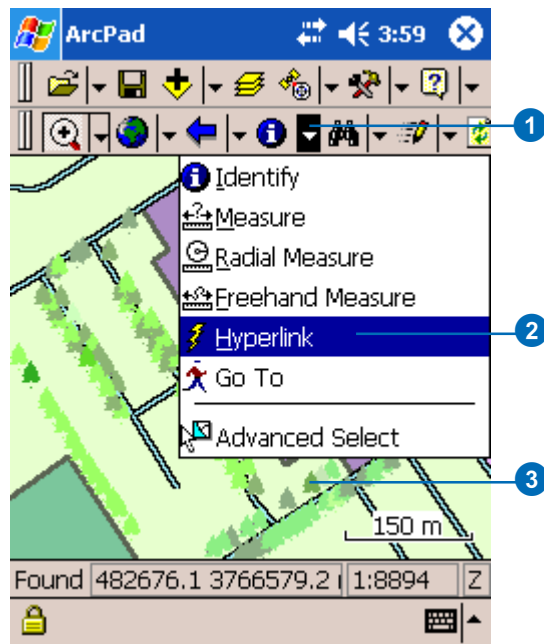 ArcPad 3:59
1
Identify
Measure
Radial Measure
Freehand Measure
Hyperlink
2
Go To
Advanced Select
3
150 m
Found 482676.1 3766579.2 1:8894 Z